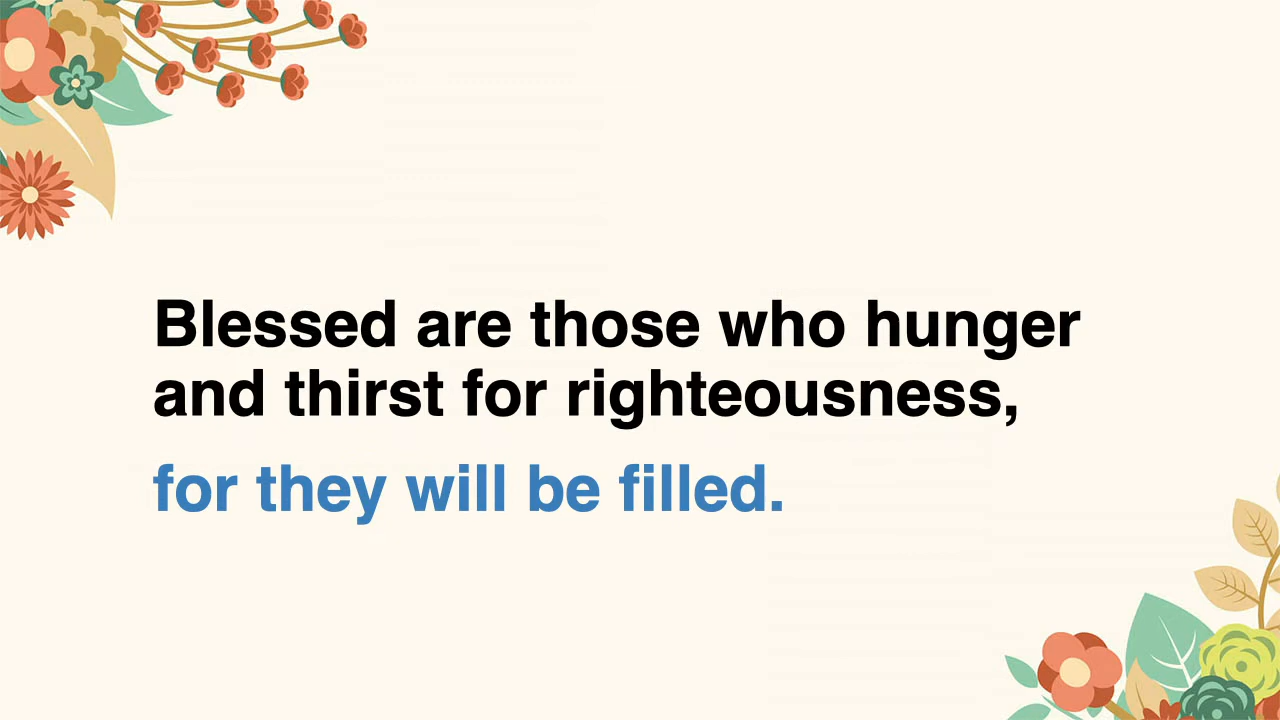 Blessed are those who hunger
and thirst for righteousness,
for they will be filled.